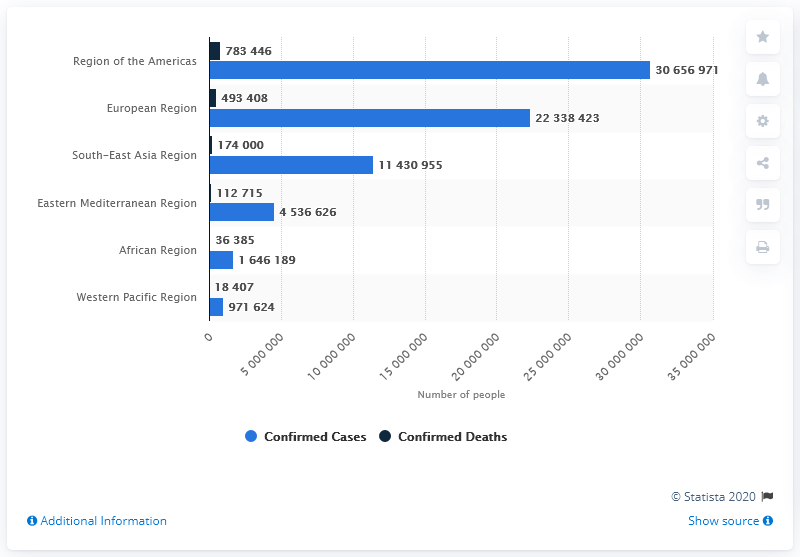 Region of the Americas
783 446
30 656 971
European Region
493 408
22 338 423
South-East Asia Region
174 000
11 430 955
Eastern Mediterranean Region
112 715
4 536 626
African Region
36 385
1 646 189
Western Pacific Region
18 407
971 624
0
5 000 000
10 000 000
15 000 000
20 000 000
25 000 000
30 000 000
35 000 000
Number of people
Confirmed Cases
Confirmed Deaths
© Statista 2020
Additional Information
Show source